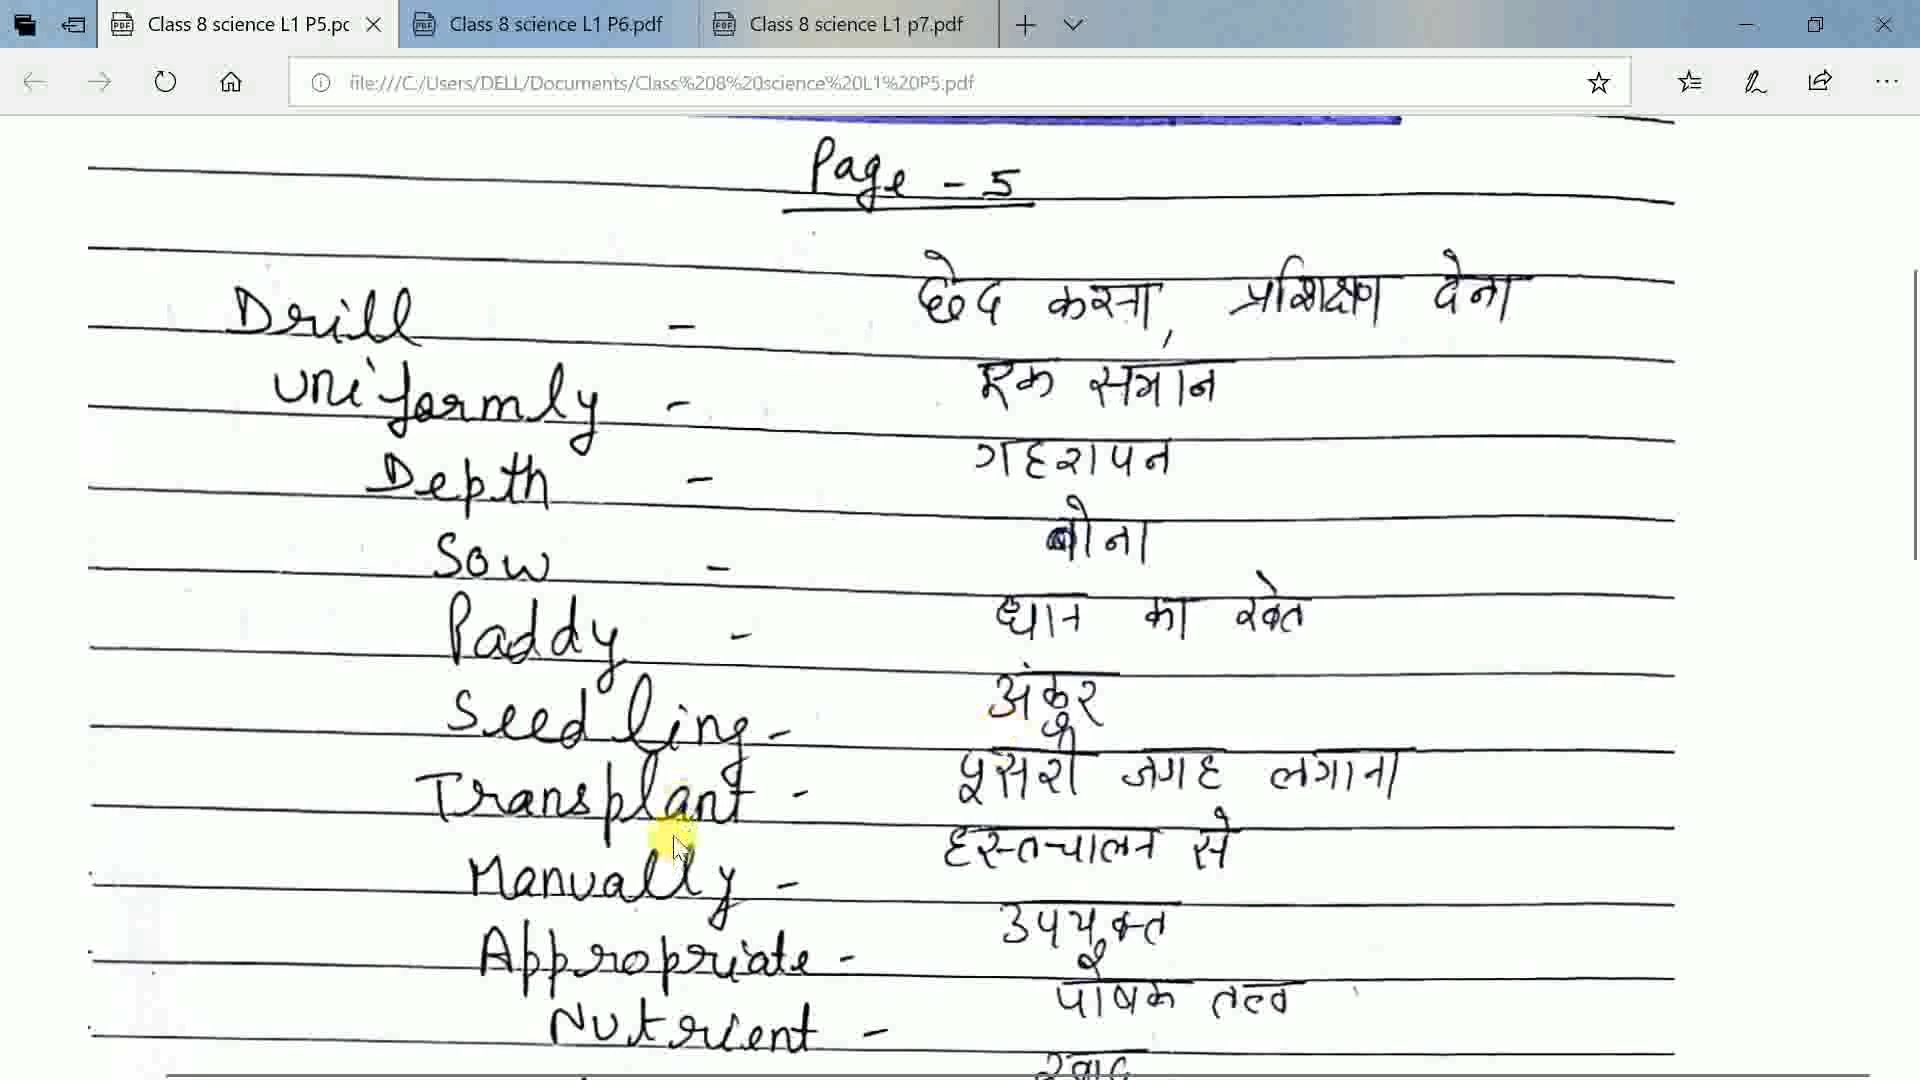 Class 8 science L1 P5.pc
Class 8 science L1 P6.pdf
Class 8 science L1 p7.pdf
file:///C:/Users/DELL/Documents/Class%208%20science%20L1%20P5.pdf
Page - 5
Drill - छेद करना, प्रशिक्षण देना
Uniformly - एक समान
Depth - गहरापन
Sow - बोना
Paddy - धान का खेत
Seedling - अंकुर
Transplant - दूसरी जगह लगाना
Manually - हस्तचालन से
Appropriate - उपयुक्त
Nutrient - पोषक तत्व
खाद